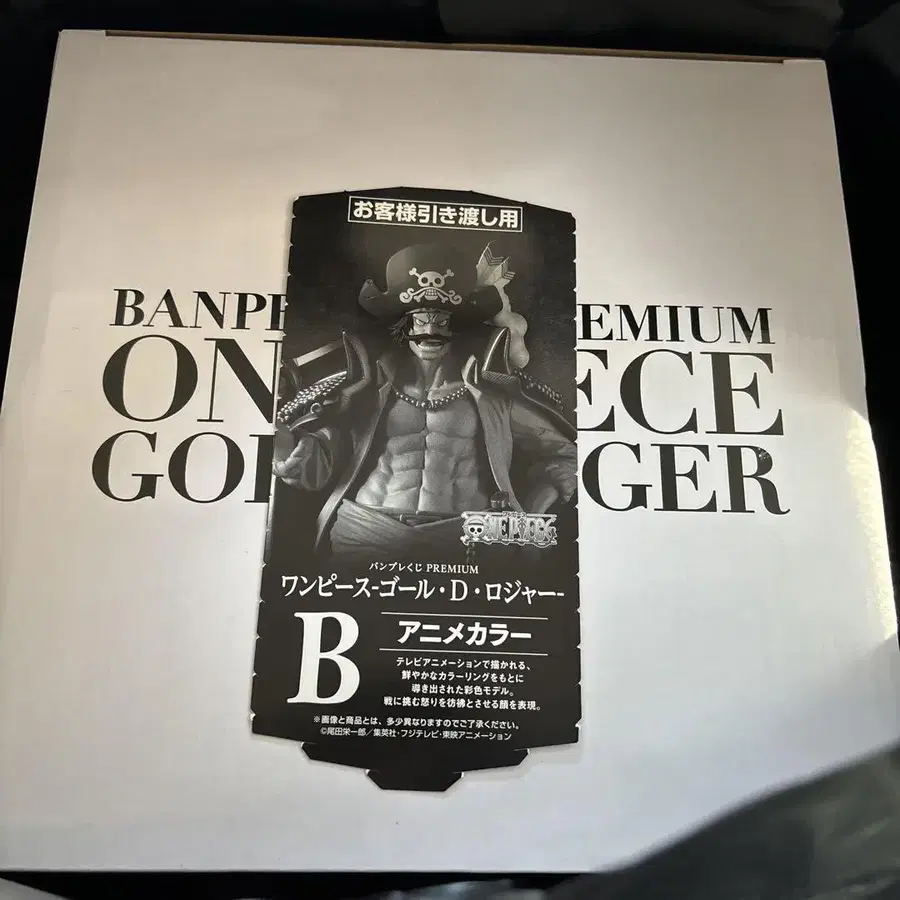 お客様引き渡し用
BANPR EMIUM
ON ECE
GOL GER
ONE PIECE
バンプレくじ PREMIUM
ワンピース-ゴール・D・ロジャー-
B
アニメカラー
テレビアニメーションで描かれる、
鮮やかなカラーリングをもとに
導き出された彩色モデル。
戦に挑む怒りを彷彿とさせる顔を表現。
※画像と商品とは、多少異なりますのでご了承ください。
©尾田栄一郎/集英社・フジテレビ・東映アニメーション